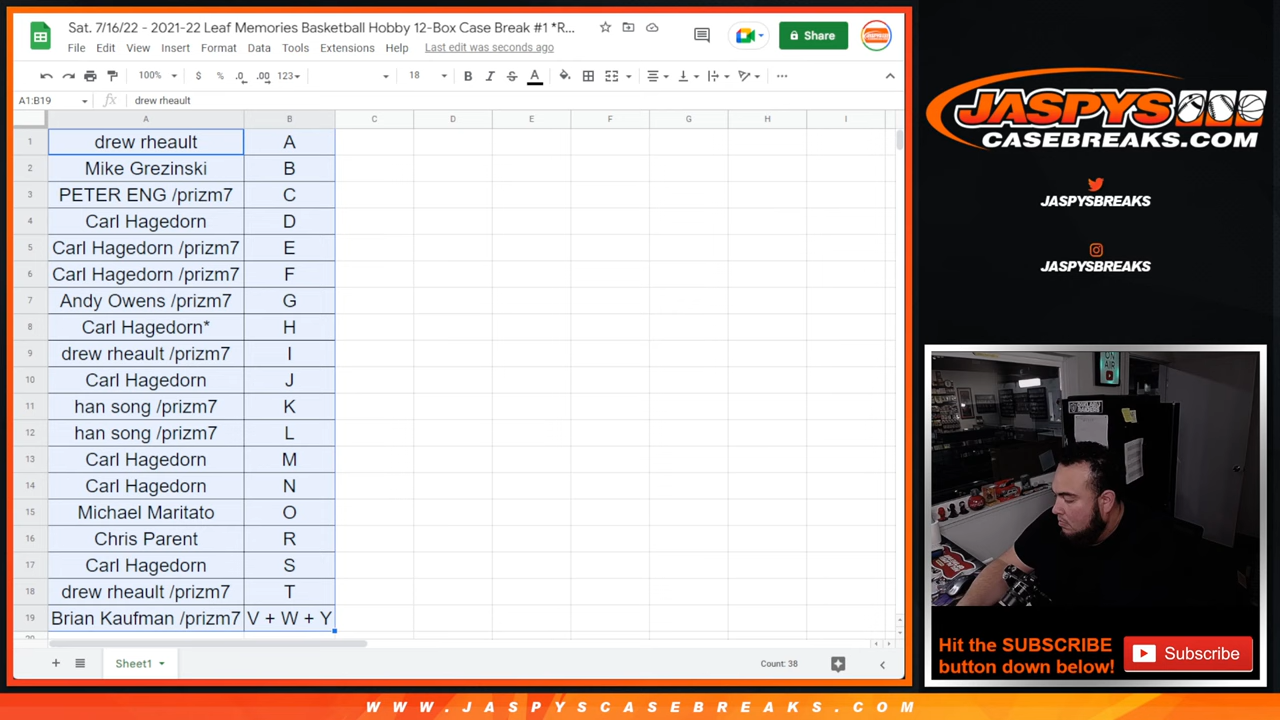 Sat. 7/16/22 - 2021-22 Leaf Memories Basketball Hobby 12-Box Case Break #1 *R...
File Edit View Insert Format Data Tools Extensions Help Last edit was seconds ago
Share
100% $ % .0 .00 123 18 B I S A
A1:B19 fx drew rheault
A B C D E F G H I
1 drew rheault A
2 Mike Grezinski B
3 PETER ENG /prizm7 C
4 Carl Hagedorn D
5 Carl Hagedorn /prizm7 E
6 Carl Hagedorn /prizm7 F
7 Andy Owens /prizm7 G
8 Carl Hagedorn* H
9 drew rheault /prizm7 I
10 Carl Hagedorn J
11 han song /prizm7 K
12 han song /prizm7 L
13 Carl Hagedorn M
14 Carl Hagedorn N
15 Michael Maritato O
16 Chris Parent R
17 Carl Hagedorn S
18 drew rheault /prizm7 T
19 Brian Kaufman /prizm7 V + W + Y
Sheet1
Count: 38
JASPYS
CASEBREAKS.COM
JASPYSBREAKS
JASPYSBREAKS
ON AIR
Hit the SUBSCRIBE
button down below!
Subscribe
WWW.JASPYSCASEBREAKS.COM